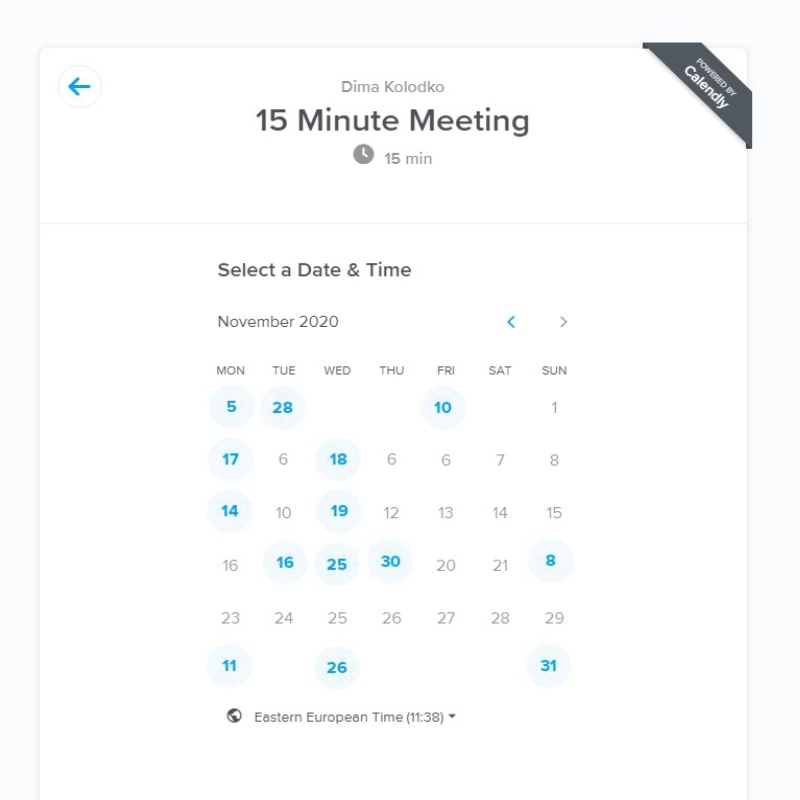 POWERED BY
Calendly
Dima Kolodko
15 Minute Meeting
15 min
Select a Date & Time
November 2020
MON TUE WED THU FRI SAT SUN
5 28 10 1
17 6 18 6 6 7 8
14 10 19 12 13 14 15
16 16 25 30 20 21 8
23 24 25 26 27 28 29
11 26 31
Eastern European Time (11:38)